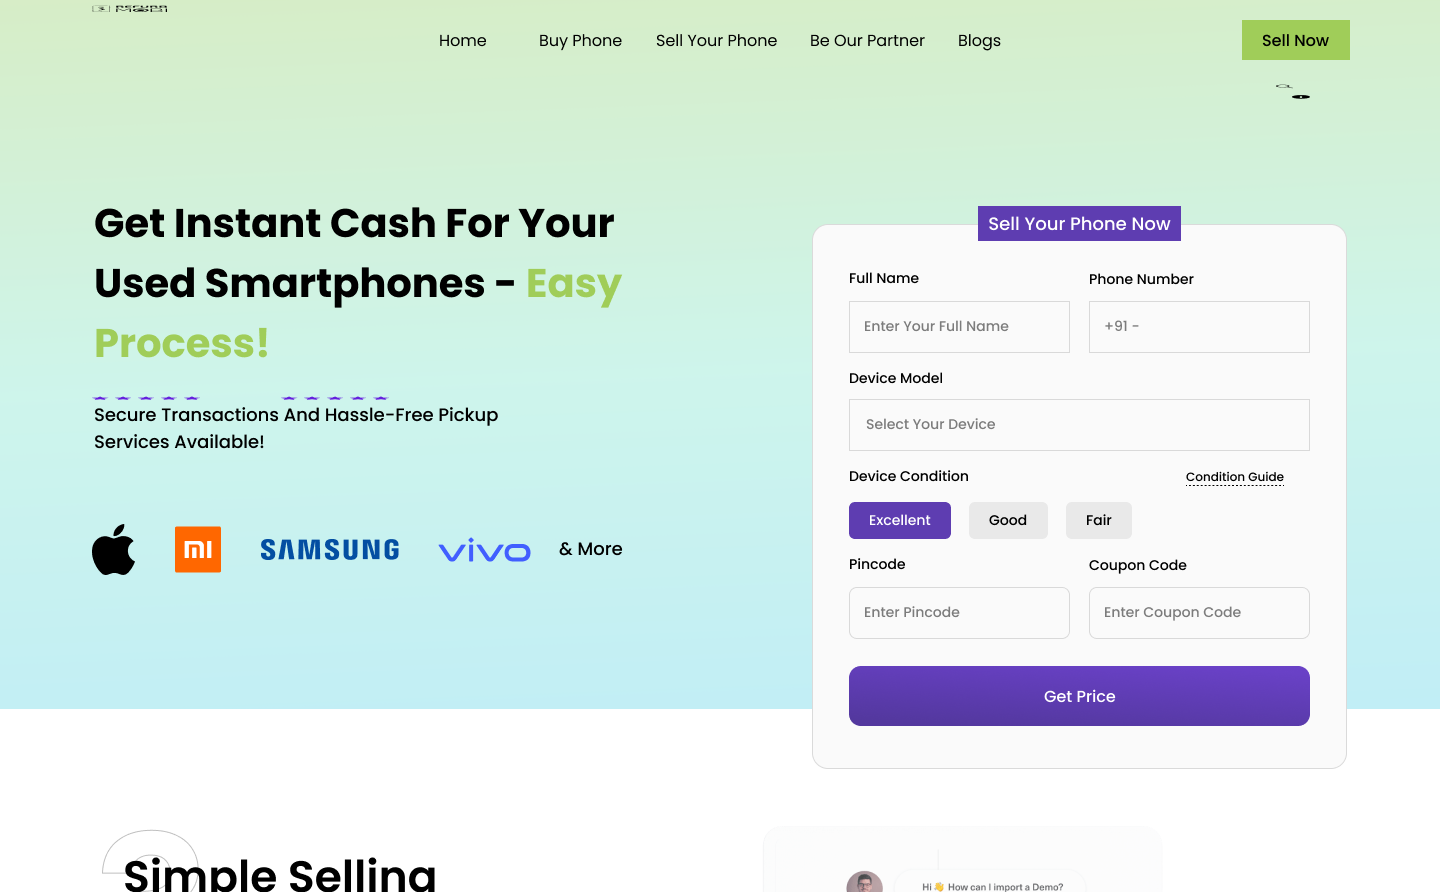 Home Buy Phone Sell Your Phone Be Our Partner Blogs Sell Now
Get Instant Cash For Your
Used Smartphones - Easy
Process!
Secure Transactions And Hassle-Free Pickup
Services Available!
mi SAMSUNG vivo & More
Sell Your Phone Now
Full Name Phone Number
Enter Your Full Name +91 -
Device Model
Select Your Device
Device Condition Condition Guide
Excellent Good Fair
Pincode Coupon Code
Enter Pincode Enter Coupon Code
Get Price
Simple Selling
Hi 👋 How can I import a Demo?